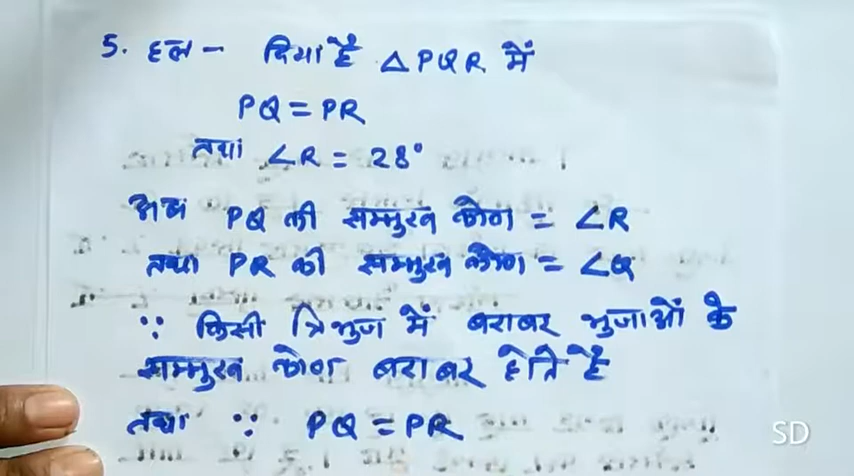 5. हल - दिया है △PQR में
PQ = PR
तथा ∠R = 28°
अब PQ की सम्मुख कोण = ∠R
तथा PR की सम्मुख कोण = ∠Q
∵ किसी त्रिभुज में बराबर भुजाओं के
सम्मुख कोण बराबर होते है
तथा ∵ PQ = PR
SD